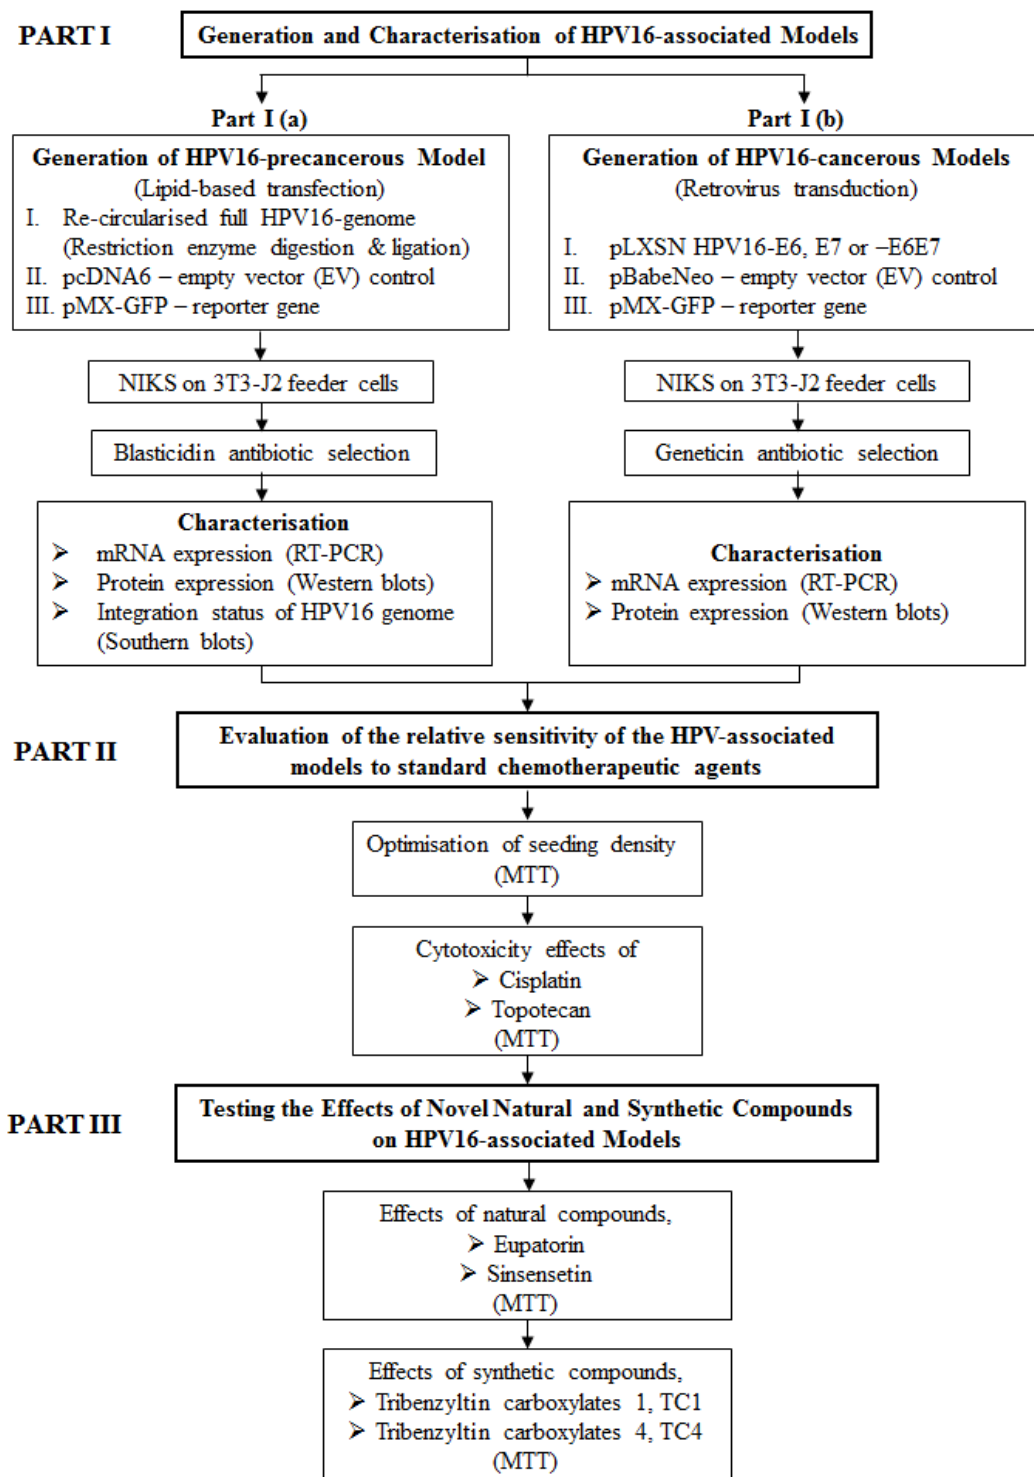 PART I
Generation and Characterisation of HPV16-associated Models
Part I (a)
Generation of HPV16-precancerous Model
(Lipid-based transfection)
I. Re-circularised full HPV16-genome
(Restriction enzyme digestion & ligation)
II. pcDNA6 – empty vector (EV) control
III. pMX-GFP – reporter gene
NIKS on 3T3-J2 feeder cells
Blasticidin antibiotic selection
Characterisation
➢ mRNA expression (RT-PCR)
➢ Protein expression (Western blots)
➢ Integration status of HPV16 genome
(Southern blots)
Part I (b)
Generation of HPV16-cancerous Models
(Retrovirus transduction)
I. pLXSN HPV16-E6, E7 or –E6E7
II. pBabeNeo – empty vector (EV) control
III. pMX-GFP – reporter gene
NIKS on 3T3-J2 feeder cells
Geneticin antibiotic selection
Characterisation
➢ mRNA expression (RT-PCR)
➢ Protein expression (Western blots)
PART II
Evaluation of the relative sensitivity of the HPV-associated
models to standard chemotherapeutic agents
Optimisation of seeding density
(MTT)
Cytotoxicity effects of
➢ Cisplatin
➢ Topotecan
(MTT)
PART III
Testing the Effects of Novel Natural and Synthetic Compounds
on HPV16-associated Models
Effects of natural compounds,
➢ Eupatorin
➢ Sinsensetin
(MTT)
Effects of synthetic compounds,
➢ Tribenzyltin carboxylates 1, TC1
➢ Tribenzyltin carboxylates 4, TC4
(MTT)